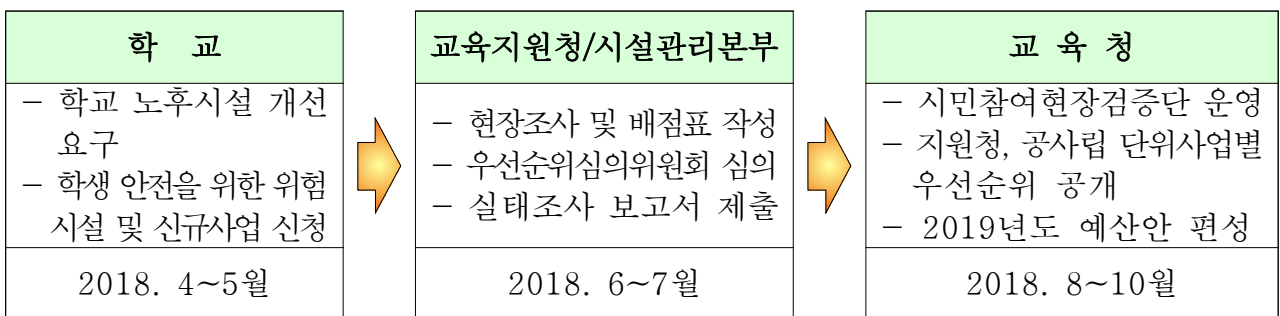 학 교
- 학교 노후시설 개선
요구
- 학생 안전을 위한 위험
시설 및 신규사업 신청
2018. 4~5월
교육지원청/시설관리본부
- 현장조사 및 배점표 작성
- 우선순위심의위원회 심의
- 실태조사 보고서 제출
2018. 6~7월
교 육 청
- 시민참여현장검증단 운영
- 지원청, 공사립 단위사업별
우선순위 공개
- 2019년도 예산안 편성
2018. 8~10월